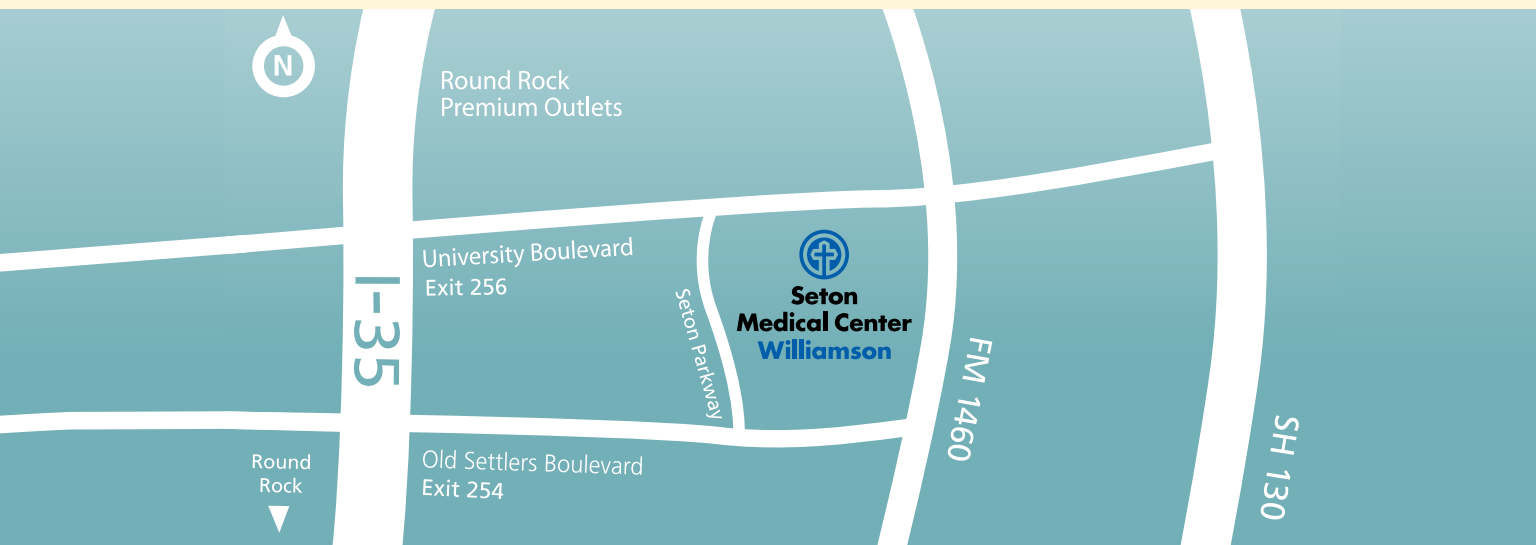 N
Round Rock
Premium Outlets
University Boulevard
Exit 256
I-35
Seton Parkway
Seton
Medical Center
Williamson
FM 1460
SH 130
Old Settlers Boulevard
Exit 254
Round
Rock